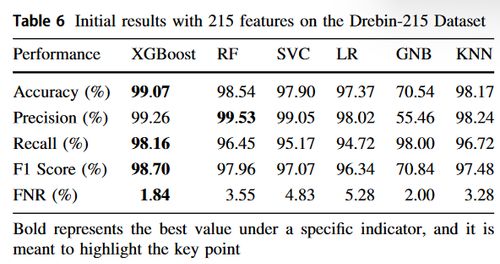 Table 6 Initial results with 215 features on the Drebin-215 Dataset
Performance XGBoost RF SVC LR GNB KNN
Accuracy (%) 99.07 98.54 97.90 97.37 70.54 98.17
Precision (%) 99.26 99.53 99.05 98.02 55.46 98.24
Recall (%) 98.16 96.45 95.17 94.72 98.00 96.72
F1 Score (%) 98.70 97.96 97.07 96.34 70.84 97.48
FNR (%) 1.84 3.55 4.83 5.28 2.00 3.28
Bold represents the best value under a specific indicator, and it is
meant to highlight the key point